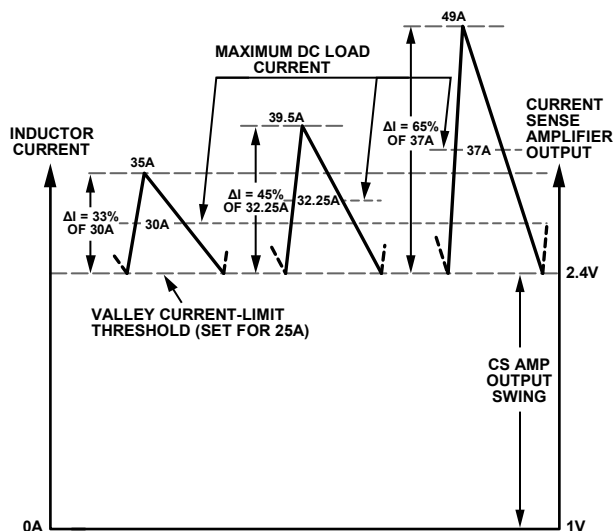 49A
MAXIMUM DC LOAD
CURRENT
INDUCTOR
CURRENT
CURRENT
SENSE
AMPLIFIER
OUTPUT
39.5A
35A
ΔI = 65%
OF 37A
37A
ΔI = 45%
OF 32.25A
32.25A
ΔI = 33%
OF 30A
30A
2.4V
VALLEY CURRENT-LIMIT
THRESHOLD (SET FOR 25A)
CS AMP
OUTPUT
SWING
0A
1V